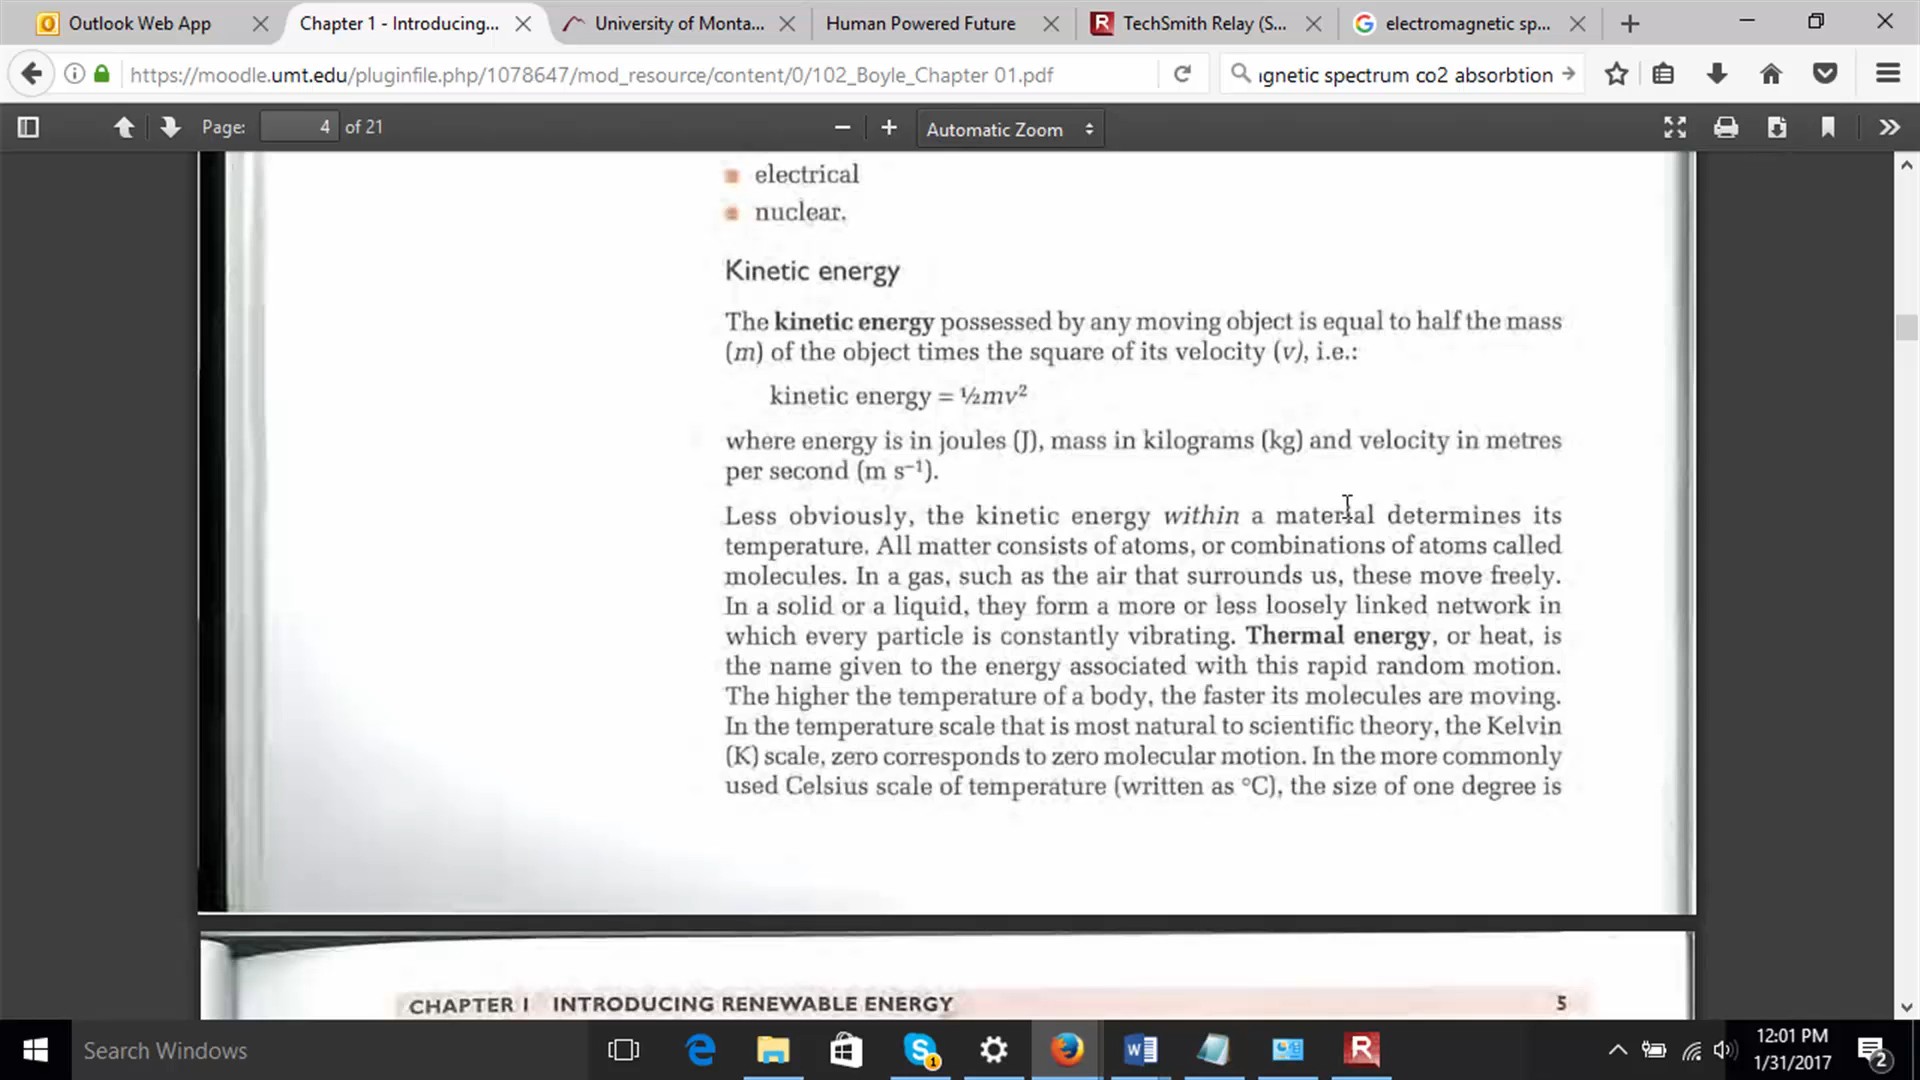 Outlook Web App
Chapter 1 - Introducing...
University of Monta...
Human Powered Future
TechSmith Relay (S...
electromagnetic sp...
https://moodle.umt.edu/pluginfile.php/1078647/mod_resource/content/0/102_Boyle_Chapter 01.pdf
gnetic spectrum co2 absorbtion
Page: 4 of 21
Automatic Zoom
electrical
nuclear.
Kinetic energy
The kinetic energy possessed by any moving object is equal to half the mass
(m) of the object times the square of its velocity (v), i.e.:
kinetic energy = ½mv²
where energy is in joules (J), mass in kilograms (kg) and velocity in metres
per second (m s⁻¹).
Less obviously, the kinetic energy within a material determines its
temperature. All matter consists of atoms, or combinations of atoms called
molecules. In a gas, such as the air that surrounds us, these move freely.
In a solid or a liquid, they form a more or less loosely linked network in
which every particle is constantly vibrating. Thermal energy, or heat, is
the name given to the energy associated with this rapid random motion.
The higher the temperature of a body, the faster its molecules are moving.
In the temperature scale that is most natural to scientific theory, the Kelvin
(K) scale, zero corresponds to zero molecular motion. In the more commonly
used Celsius scale of temperature (written as °C), the size of one degree is
CHAPTER 1 INTRODUCING RENEWABLE ENERGY 5
Search Windows
12:01 PM
1/31/2017